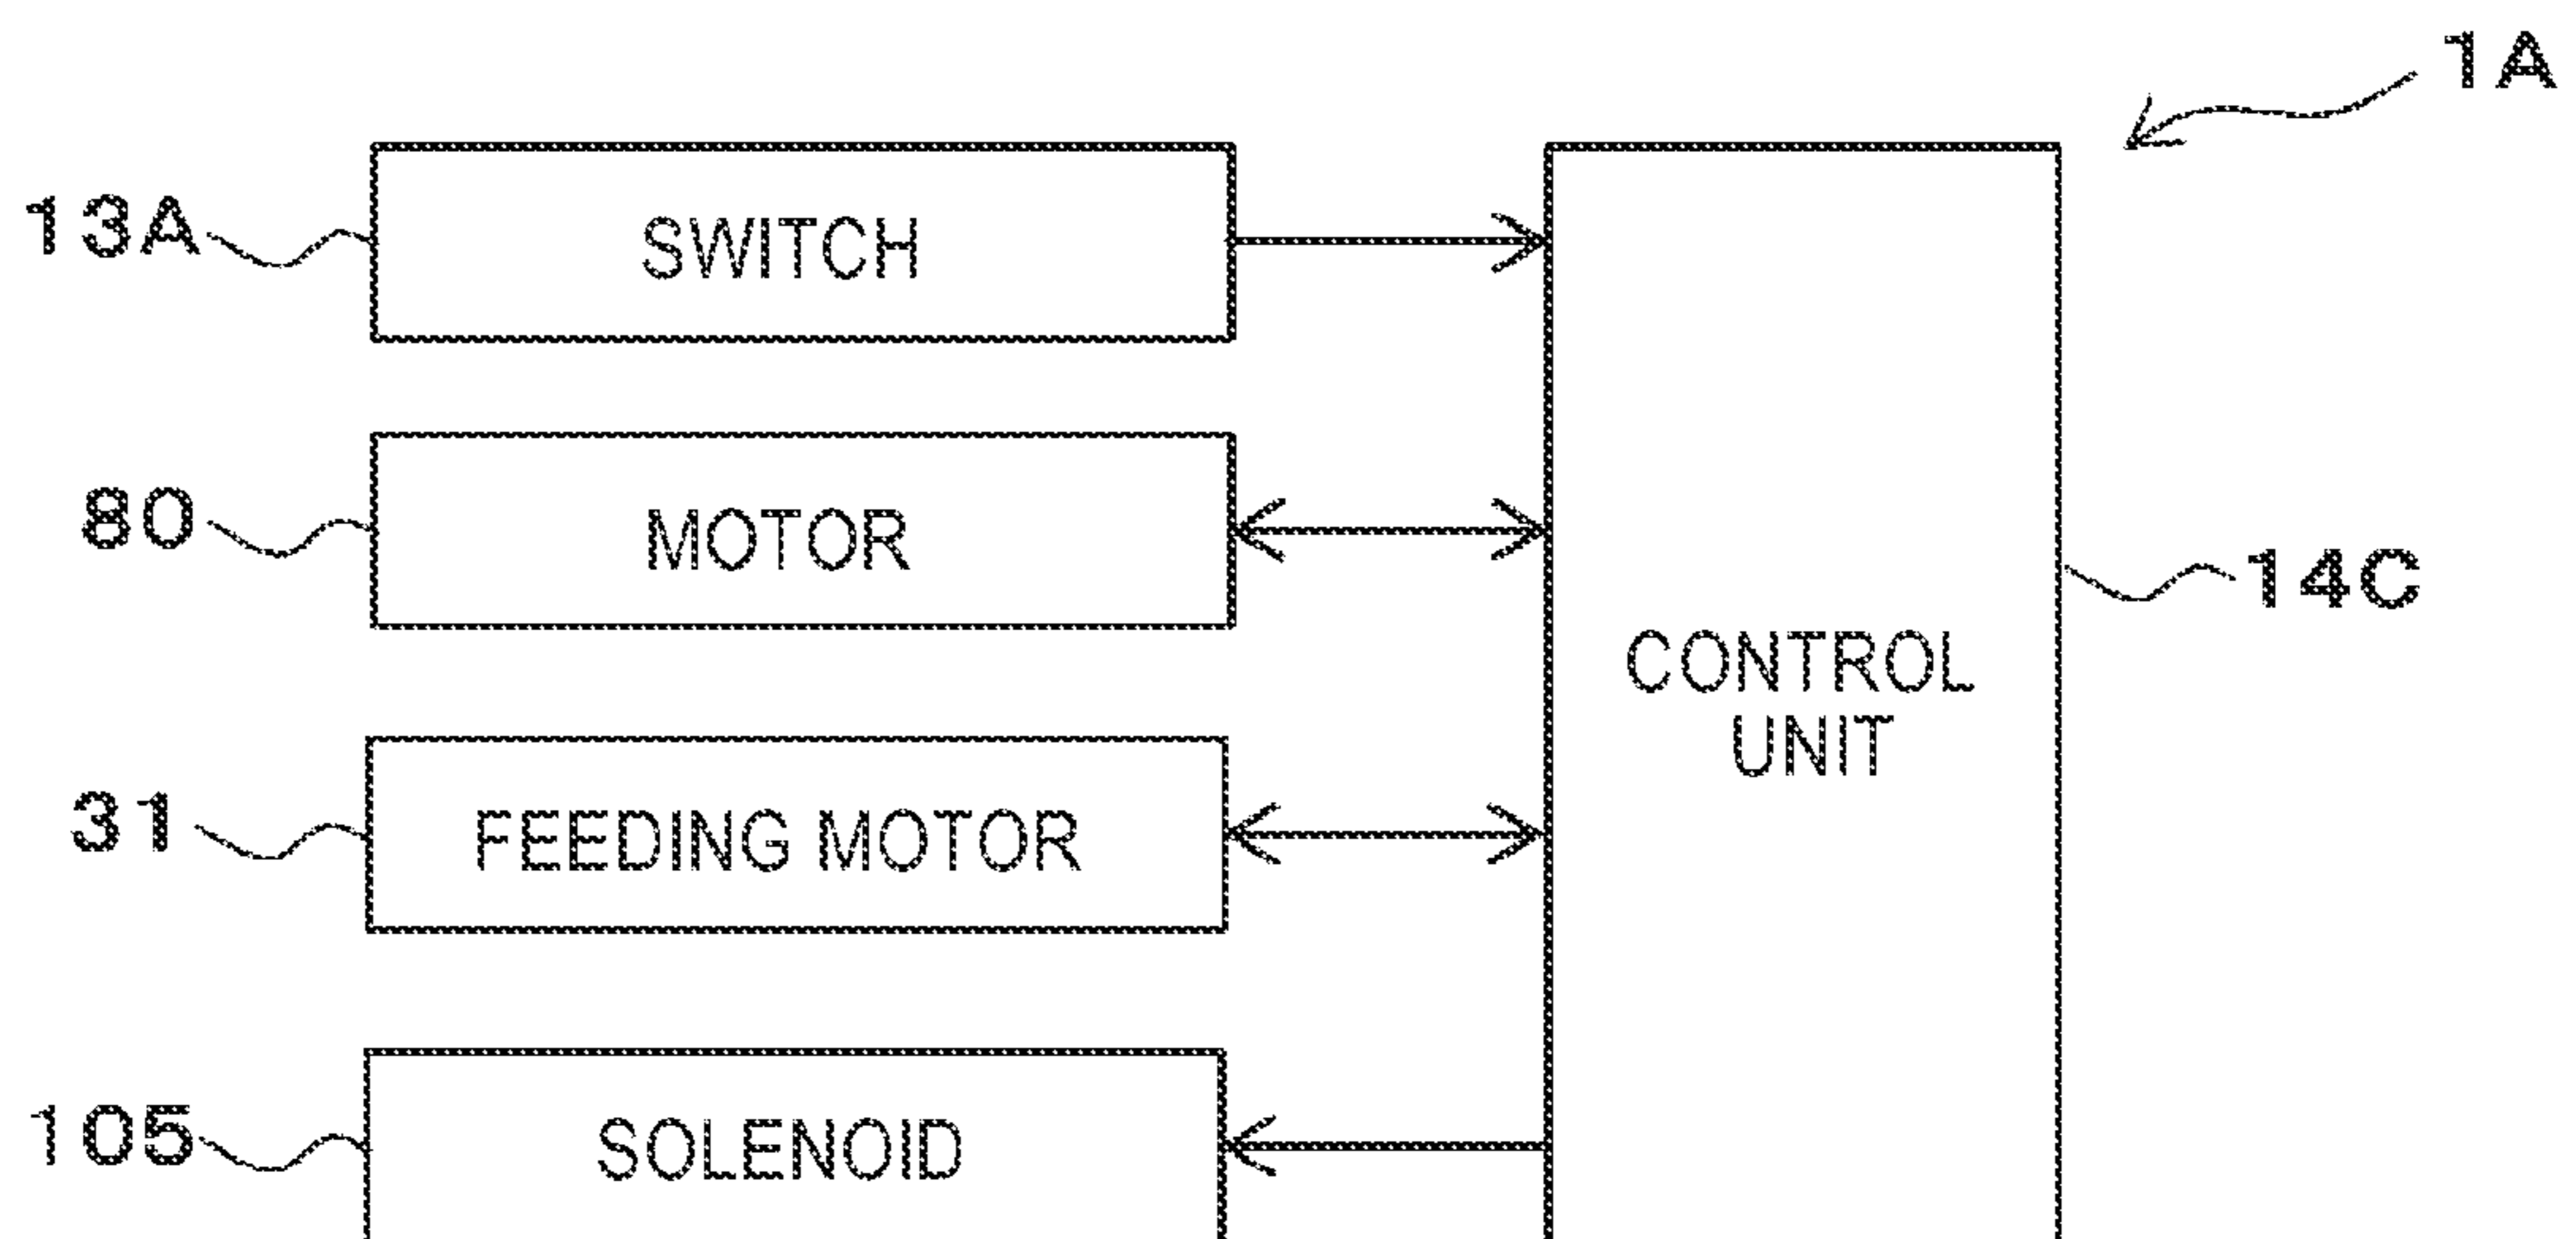 1A
13A
SWITCH
80
MOTOR
14C
CONTROL
UNIT
31
FEEDING MOTOR
105
SOLENOID